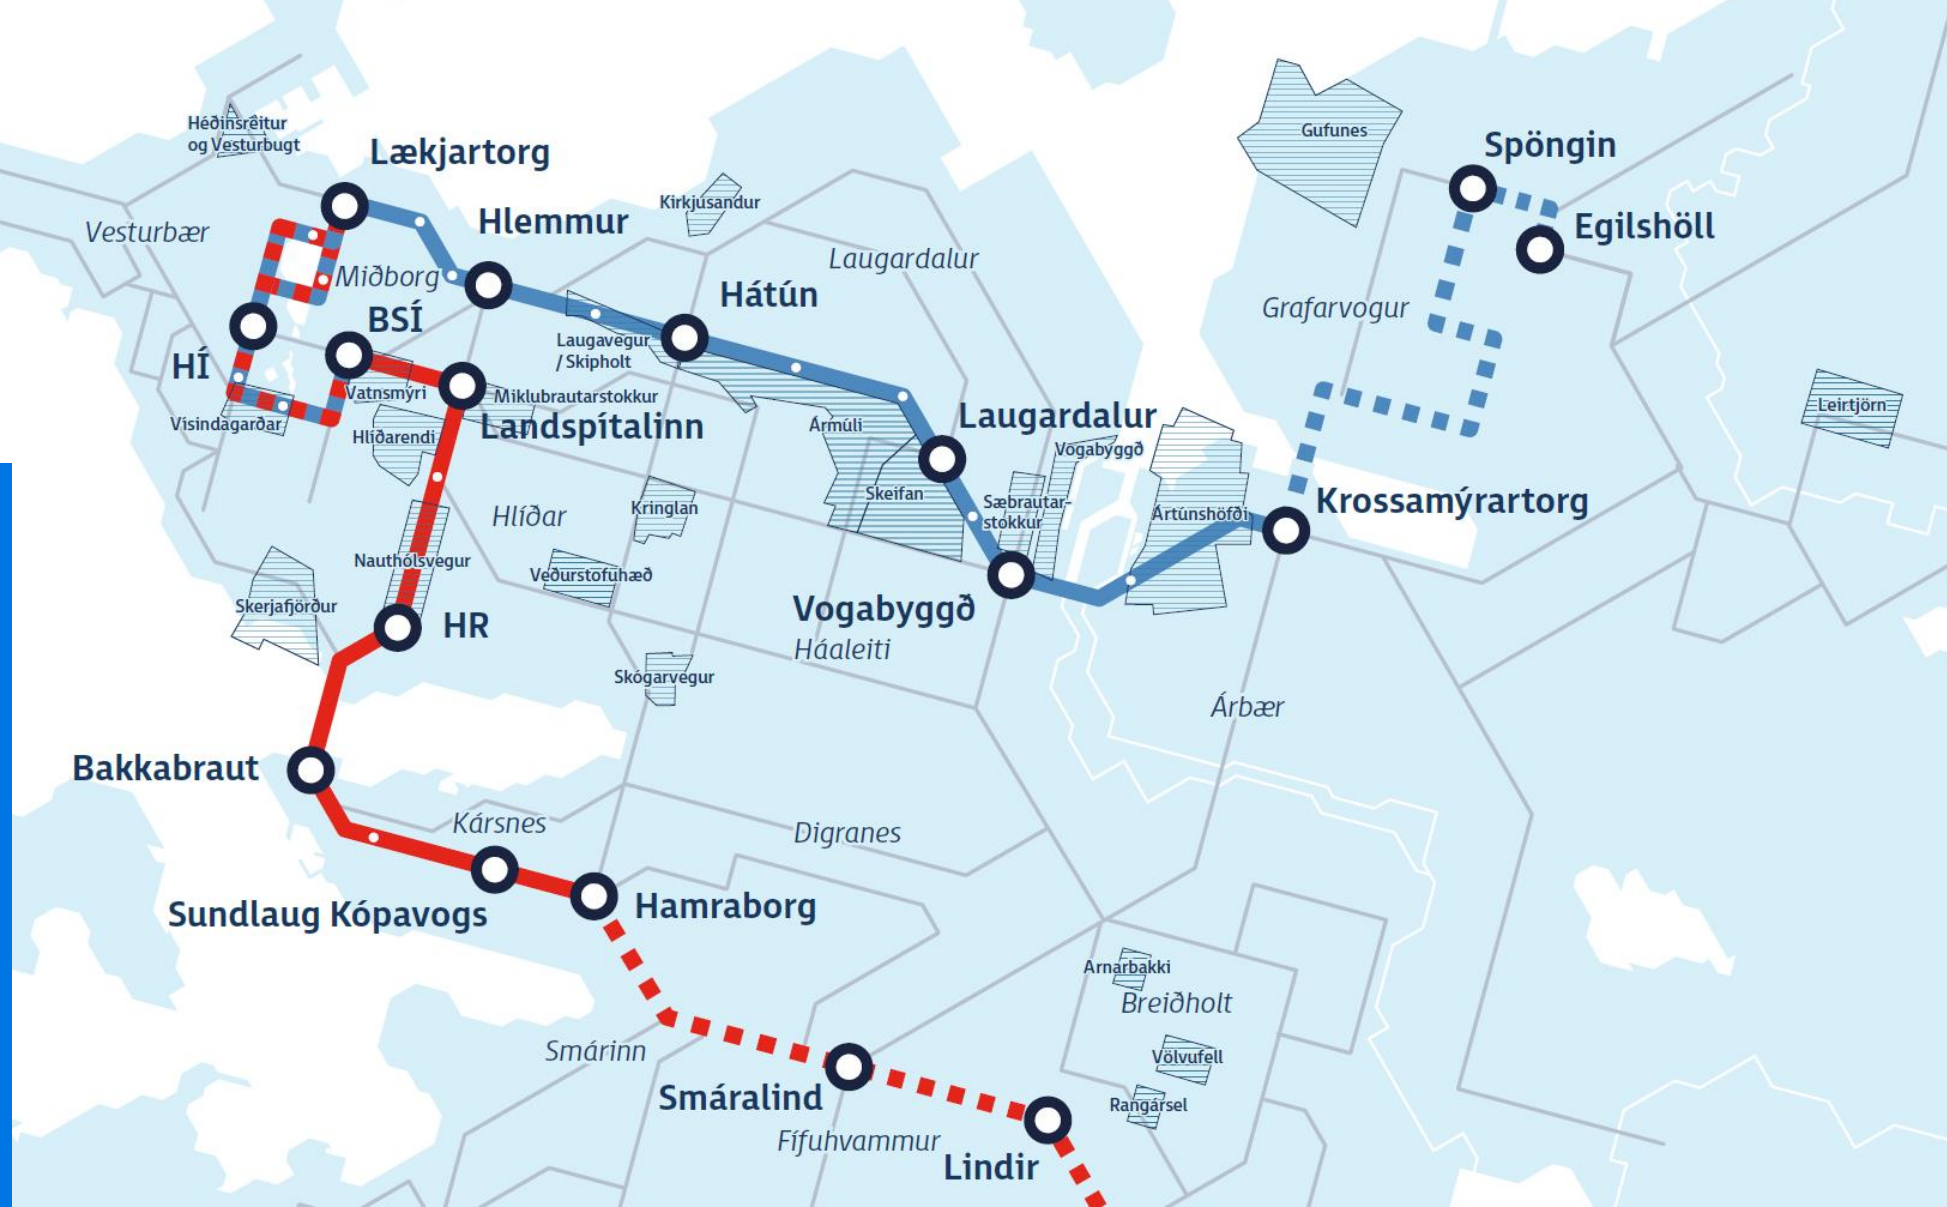 Héðinsreitur
og Vesturbugt
Lækjartorg
Gufunes
Spöngin
Kirkjusandur
Hlemmur
Egilshöll
Vesturbær
Miðborg
Laugardalur
Hátún
Grafarvogur
BSÍ
Laugavegur
/ Skipholt
HÍ
Vatnsmýri
Miklubrautarstokkur
Vísindagarðar
Hlíðarendi
Landspítalinn
Ármúli
Laugardalur
Vogabyggð
Leirtjörn
Skeifan
Sæbrautar-
stokkur
Ártúnshöfði
Krossamýrartorg
Hlíðar
Kringlan
Nauthólsvegur
Veðurstofuhæð
Skerjafjörður
HR
Vogabyggð
Háaleiti
Skógarvegur
Árbær
Bakkabraut
Kársnes
Digranes
Sundlaug Kópavogs
Hamraborg
Arnarbakki
Breiðholt
Smárinn
Völvufell
Smáralind
Rangársel
Fífuhvammur
Lindir